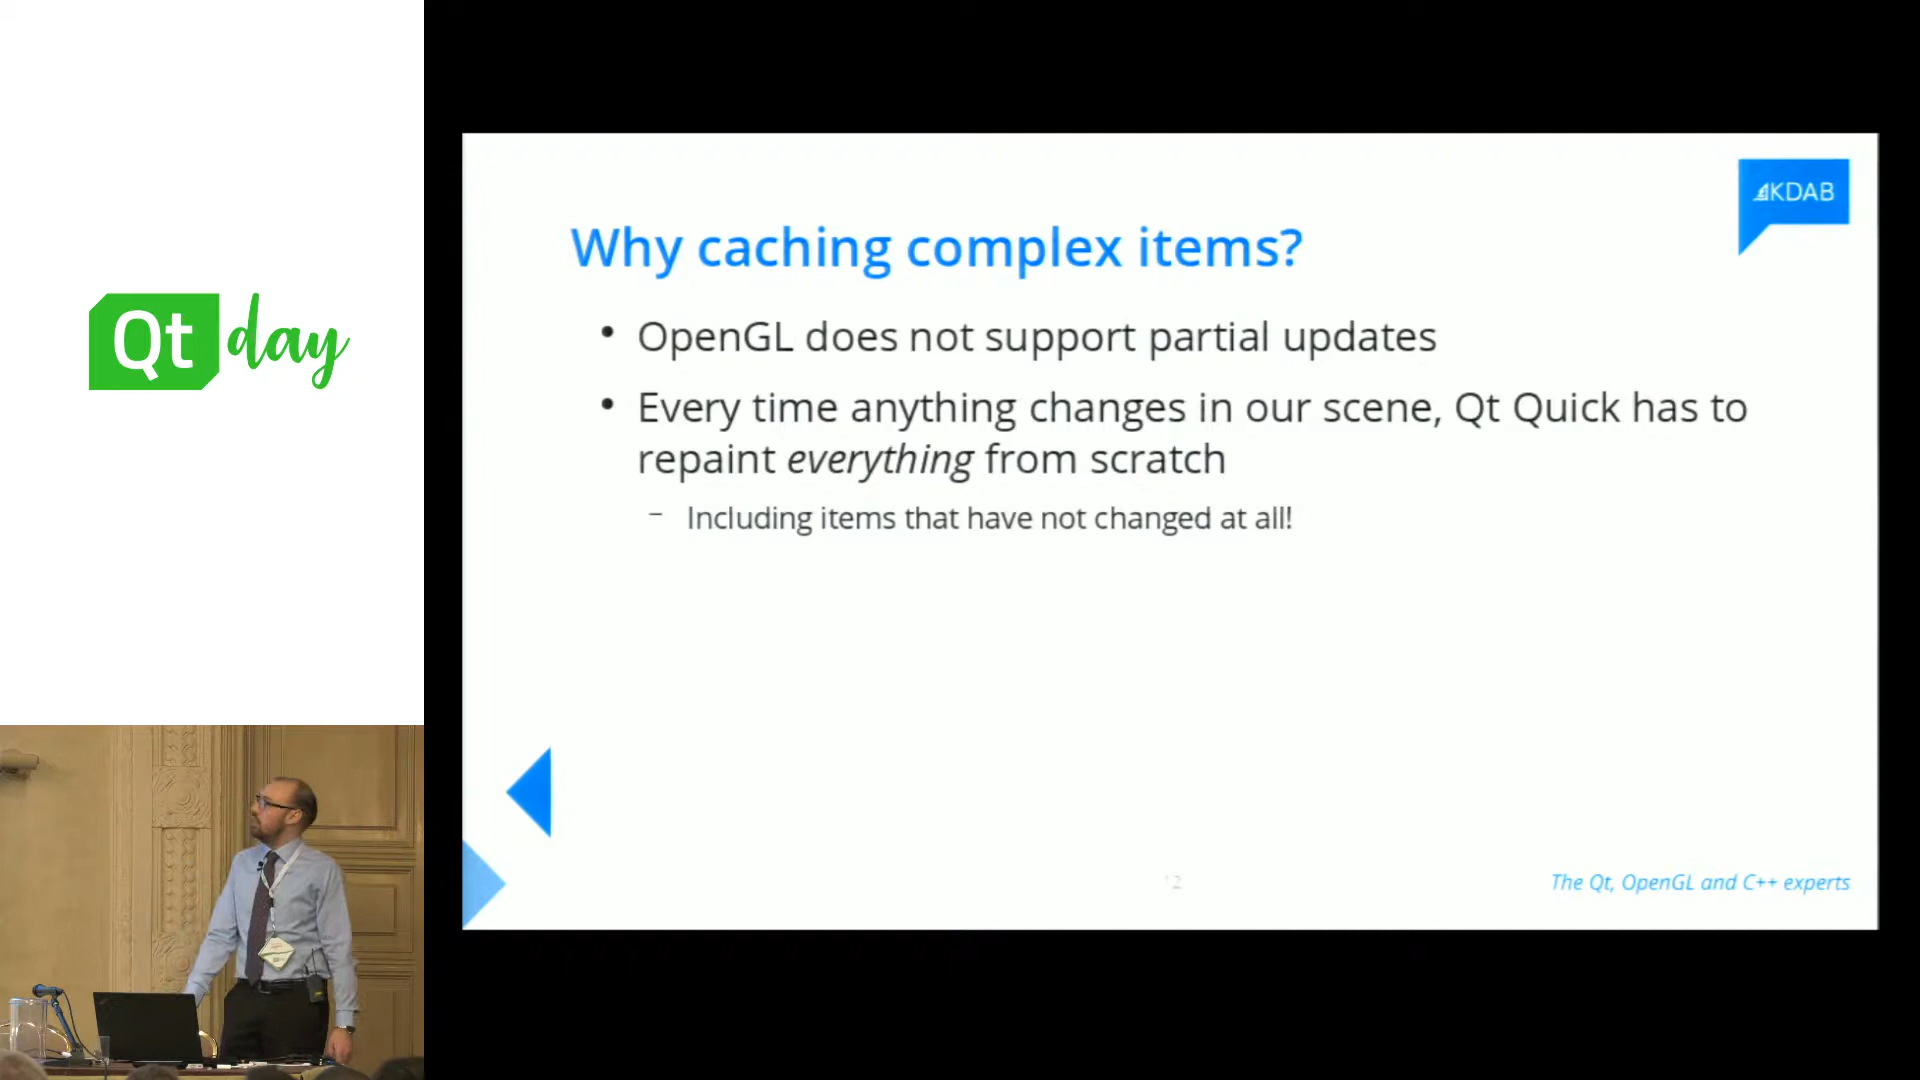 Qt day
KDAB
Why caching complex items?
• OpenGL does not support partial updates
• Every time anything changes in our scene, Qt Quick has to
repaint everything from scratch
– Including items that have not changed at all!
12
The Qt, OpenGL and C++ experts